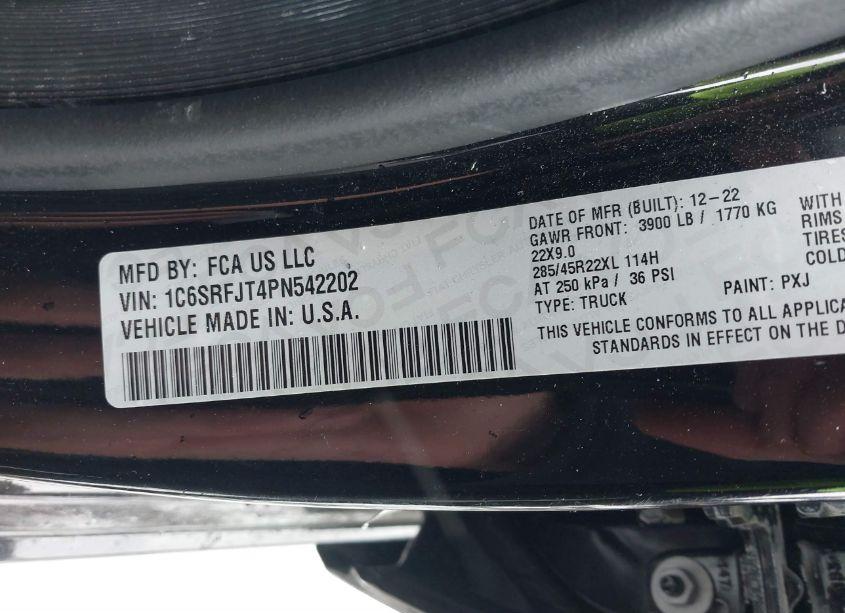 MFD BY: FCA US LLC
VIN: 1C6SRFJT4PN542202
VEHICLE MADE IN: U.S.A.
DATE OF MFR (BUILT): 12-22
GAWR FRONT: 3900 LB / 1770 KG
22X9.0
285/45R22XL 114H
AT 250 kPa / 36 PSI
TYPE: TRUCK
PAINT: PXJ
THIS VEHICLE CONFORMS TO ALL APPLICA
STANDARDS IN EFFECT ON THE D
WITH
RIMS
TIRES
COLD